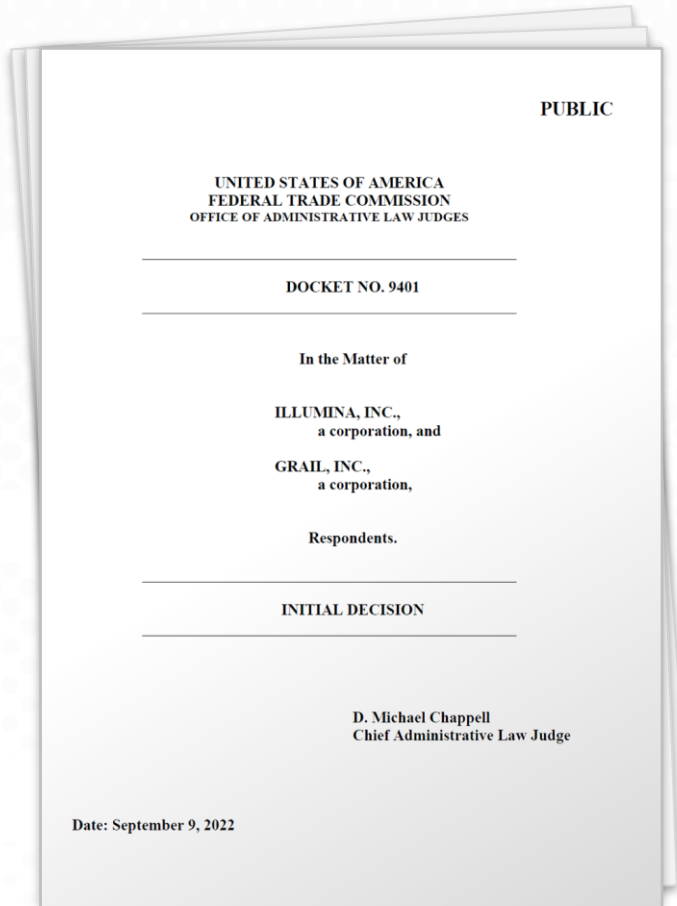 PUBLIC
UNITED STATES OF AMERICA
FEDERAL TRADE COMMISSION
OFFICE OF ADMINISTRATIVE LAW JUDGES
DOCKET NO. 9401
In the Matter of
ILLUMINA, INC.,
a corporation, and
GRAIL, INC.,
a corporation,
Respondents.
INITIAL DECISION
D. Michael Chappell
Chief Administrative Law Judge
Date: September 9, 2022